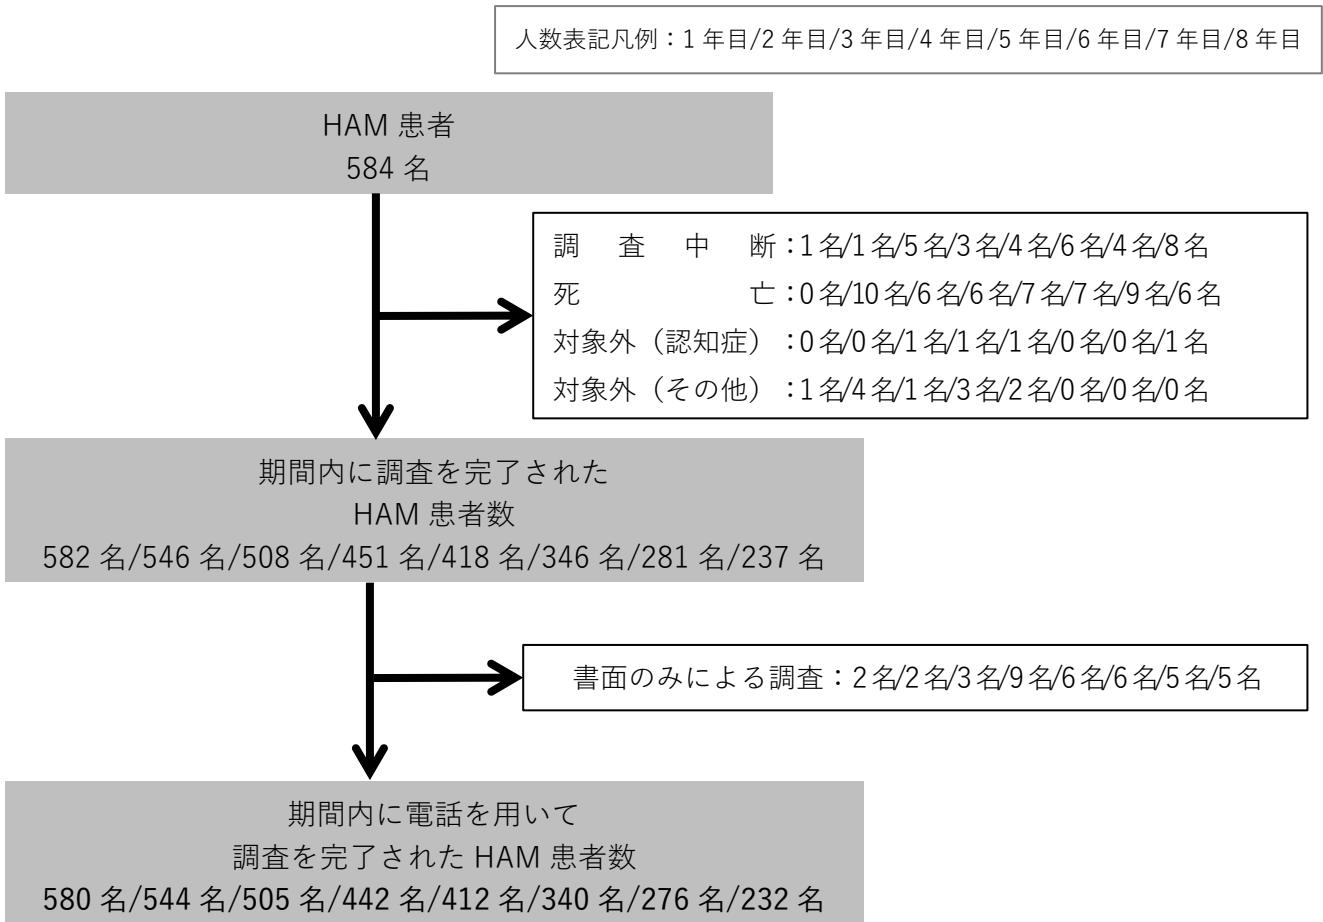 人数表記凡例：1 年目/2 年目/3 年目/4 年目/5 年目/6 年目/7 年目/8 年目
HAM 患者
584 名
調査中断：1名/1名/5名/3名/4名/6名/4名/8名
死亡：0名/10名/6名/6名/7名/7名/9名/6名
対象外（認知症）：0名/0名/1名/1名/1名/0名/0名/1名
対象外（その他）：1名/4名/1名/3名/2名/0名/0名/0名
期間内に調査を完了された
HAM 患者数
582 名/546 名/508 名/451 名/418 名/346 名/281 名/237 名
書面のみによる調査：2名/2名/3名/9名/6名/6名/5名/5名
期間内に電話を用いて
調査を完了された HAM 患者数
580 名/544 名/505 名/442 名/412 名/340 名/276 名/232 名